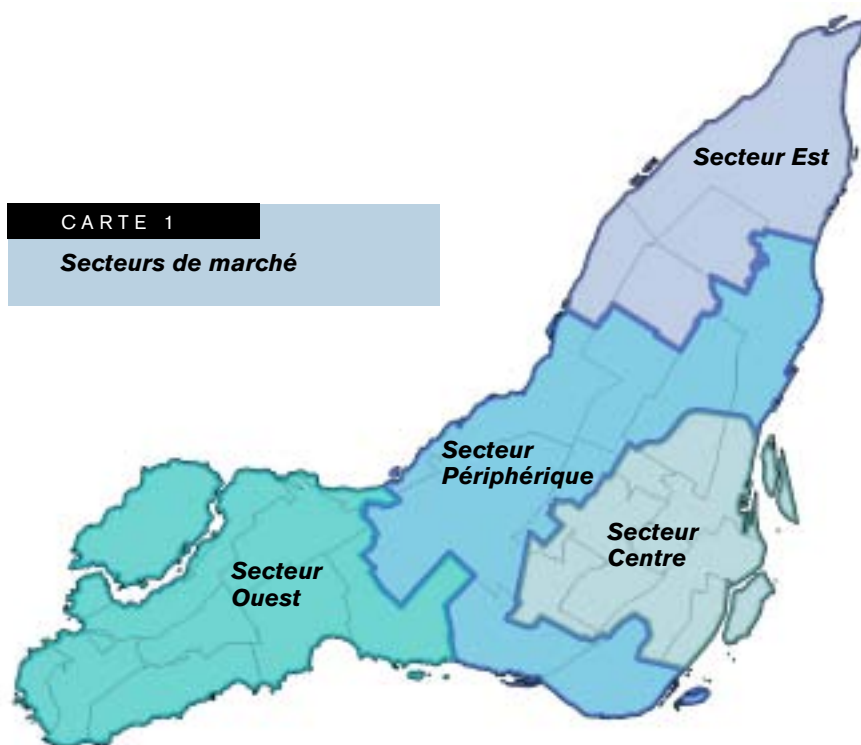 CARTE 1
Secteurs de marché
Secteur Est
Secteur
Périphérique
Secteur
Centre
Secteur
Ouest